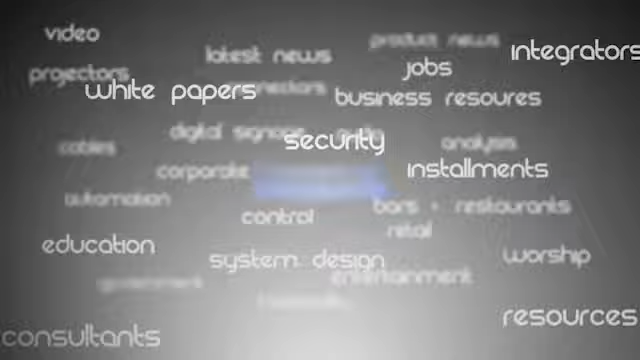 video
product news
integrators
latest news
jobs
projectors
white papers
business resoures
digital signage
security
analysis
cables
corporate
installments
automation
control
bars + restaurants
retail
education
system design
worship
entertainment
government
resources
consultants